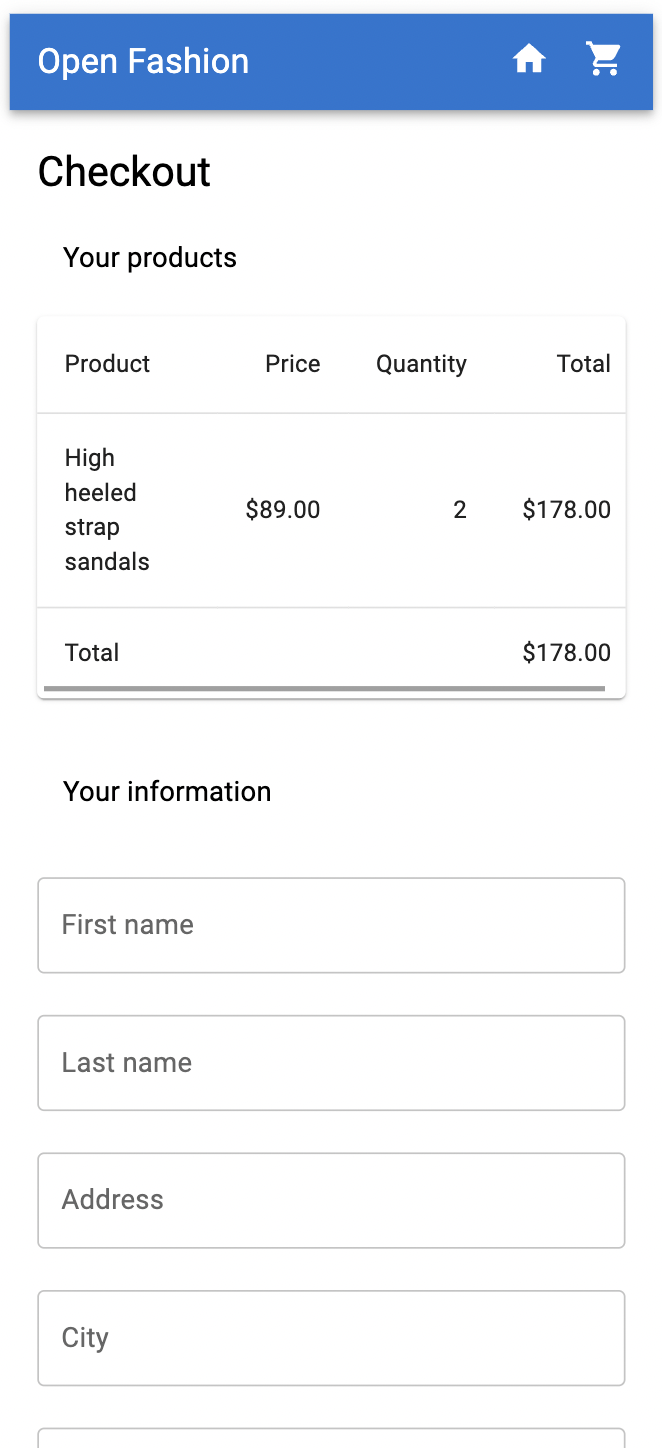 Open Fashion
Checkout
Your products
Product Price Quantity Total
High
heeled
strap
sandals
$89.00 2 $178.00
Total $178.00
Your information
First name
Last name
Address
City